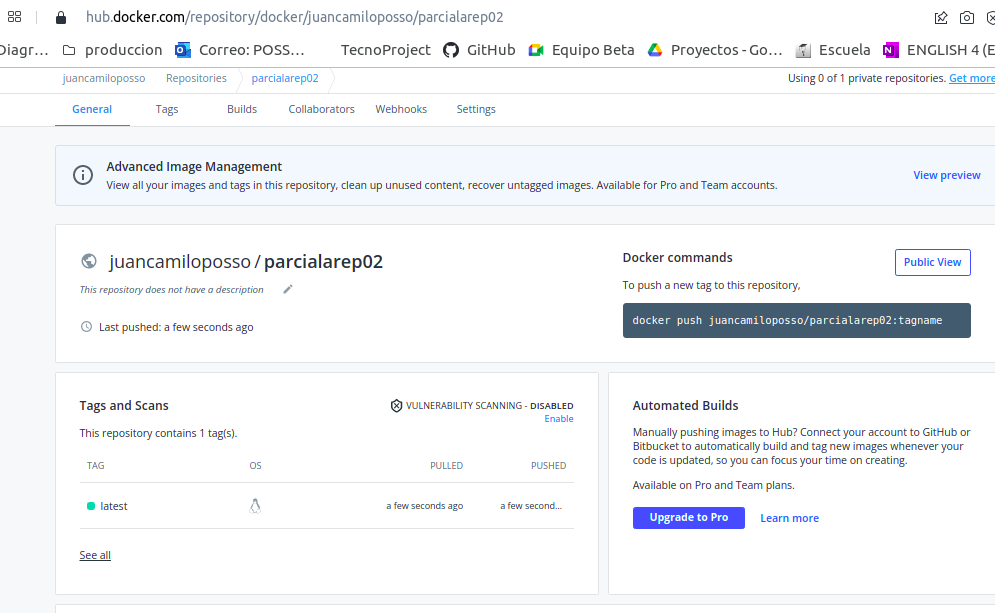 hub.docker.com/repository/docker/juancamiloposso/parcialarep02
Diagr... produccion Correo: POSS... TecnoProject GitHub Equipo Beta Proyectos - Go... Escuela ENGLISH 4 (E
juancamiloposso Repositories parcialarep02 Using 0 of 1 private repositories. Get more
General Tags Builds Collaborators Webhooks Settings
Advanced Image Management
View all your images and tags in this repository, clean up unused content, recover untagged images. Available for Pro and Team accounts.
View preview
juancamiloposso / parcialarep02
This repository does not have a description
Last pushed: a few seconds ago
Docker commands
Public View
To push a new tag to this repository,
docker push juancamiloposso/parcialarep02:tagname
Tags and Scans
VULNERABILITY SCANNING - DISABLED
Enable
This repository contains 1 tag(s).
TAG OS PULLED PUSHED
latest a few seconds ago a few second...
See all
Automated Builds
Manually pushing images to Hub? Connect your account to GitHub or
Bitbucket to automatically build and tag new images whenever your
code is updated, so you can focus your time on creating.
Available on Pro and Team plans.
Upgrade to Pro Learn more